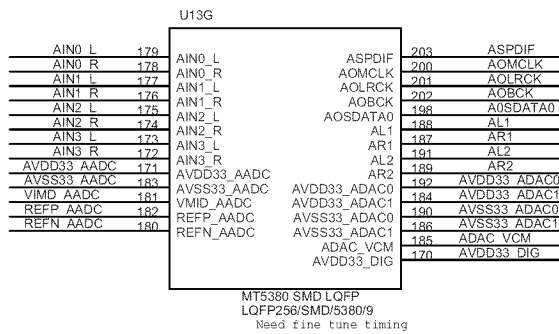 U13G
AIN0_L 179 AIN0_L ASPDIF 203 ASPDIF
AIN0_R 178 AIN0_R AOMCLK 200 AOMCLK
AIN1_L 177 AIN1_L AOLRCK 201 AOLRCK
AIN1_R 176 AIN1_R AOBCK 202 AOBCK
AIN2_L 175 AIN2_L AOSDATA0 198 A0SDATA0
AIN2_R 174 AIN2_R AL1 188 AL1
AIN3_L 173 AIN3_L AR1 187 AR1
AIN3_R 172 AIN3_R AL2 191 AL2
AVDD33_AADC 171 AVDD33_AADC AR2 189 AR2
AVSS33_AADC 183 AVSS33_AADC AVDD33_ADAC0 192 AVDD33_ADAC0
VIMD_AADC 181 VMID_AADC AVDD33_ADAC1 184 AVDD33_ADAC1
REFP_AADC 182 REFP_AADC AVSS33_ADAC0 190 AVSS33_ADAC0
REFN_AADC 180 REFN_AADC AVSS33_ADAC1 186 AVSS33_ADAC1
ADAC_VCM 185 ADAC_VCM
AVDD33_DIG 170 AVDD33_DIG
MT5380 SMD LQFP
LQFP256/SMD/5380/9
Need fine tune timing